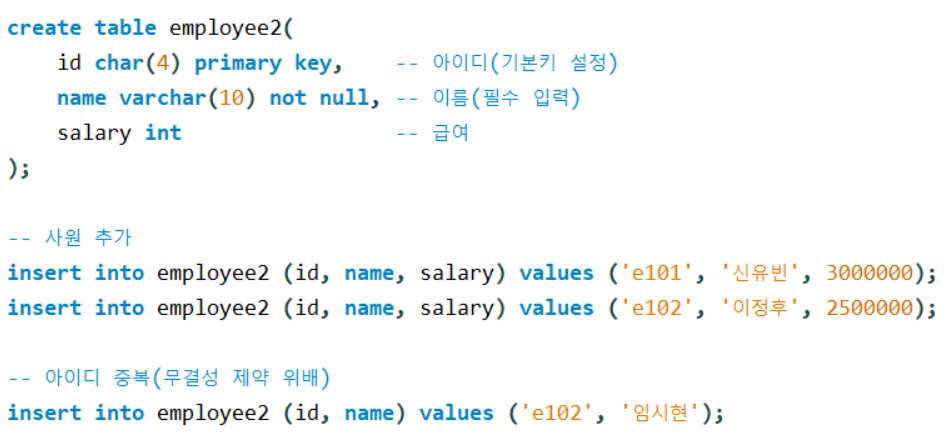 create table employee2(
    id char(4) primary key,    -- 아이디(기본키 설정)
    name varchar(10) not null, -- 이름(필수 입력)
    salary int                 -- 급여
);
-- 사원 추가
insert into employee2 (id, name, salary) values ('e101', '신유빈', 3000000);
insert into employee2 (id, name, salary) values ('e102', '이정후', 2500000);
-- 아이디 중복(무결성 제약 위배)
insert into employee2 (id, name) values ('e102', '임시현');